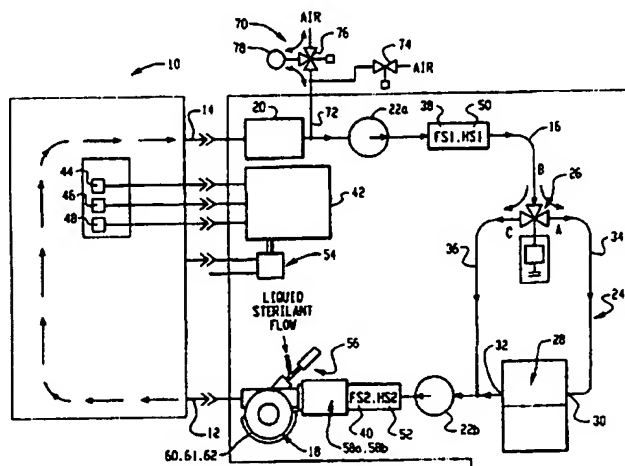 70
AIR
76
78
74
AIR
10
14
20
72
22a
38
50
FS1.HS1
16
44
46
48
42
B
26
C
A
34
36
24
54
LIQUID
STERILANT
FLOW
56
32
28
FS2.HS2
30
12
60.61.62
18
58a.58b
40
52
22b